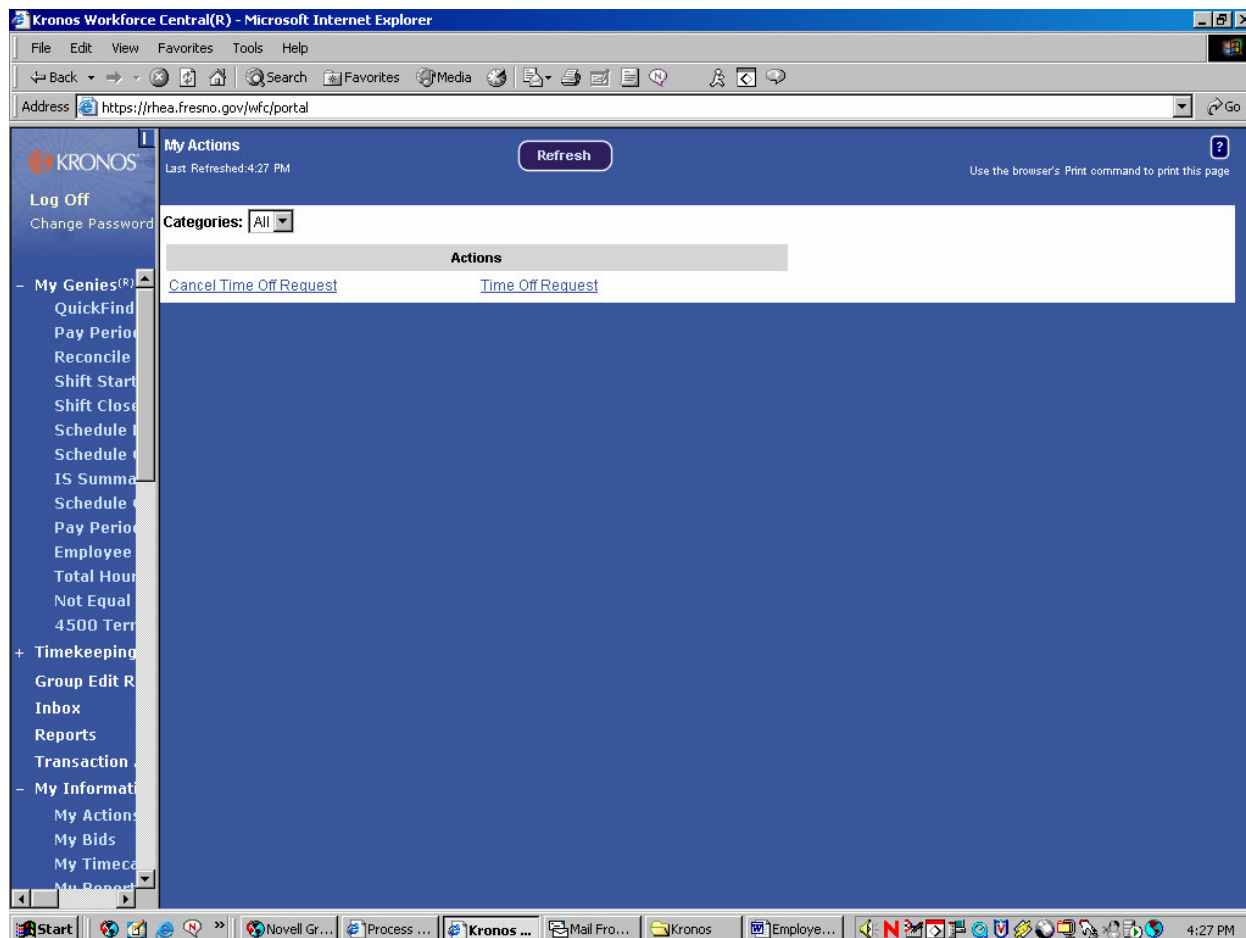 Kronos Workforce Central(R) - Microsoft Internet Explorer
File Edit View Favorites Tools Help
Back Search Favorites Media
Address https://rhea.fresno.gov/wfc/portal Go
KRONOS
Log Off
Change Password
My Actions
Last Refreshed:4:27 PM
Refresh
?
Use the browser's Print command to print this page
Categories: All
Actions
Cancel Time Off Request Time Off Request
– My Genies(R)
QuickFind
Pay Perio
Reconcile
Shift Start
Shift Close
Schedule
Schedule
IS Summa
Schedule
Pay Perio
Employee
Total Hour
Not Equal
4500 Terr
+ Timekeeping
Group Edit R
Inbox
Reports
Transaction
– My Informati
My Actions
My Bids
My Timeca
My Report
Start » Novell Gr... Process ... Kronos ... Mail Fro... Kronos Employe... 4:27 PM